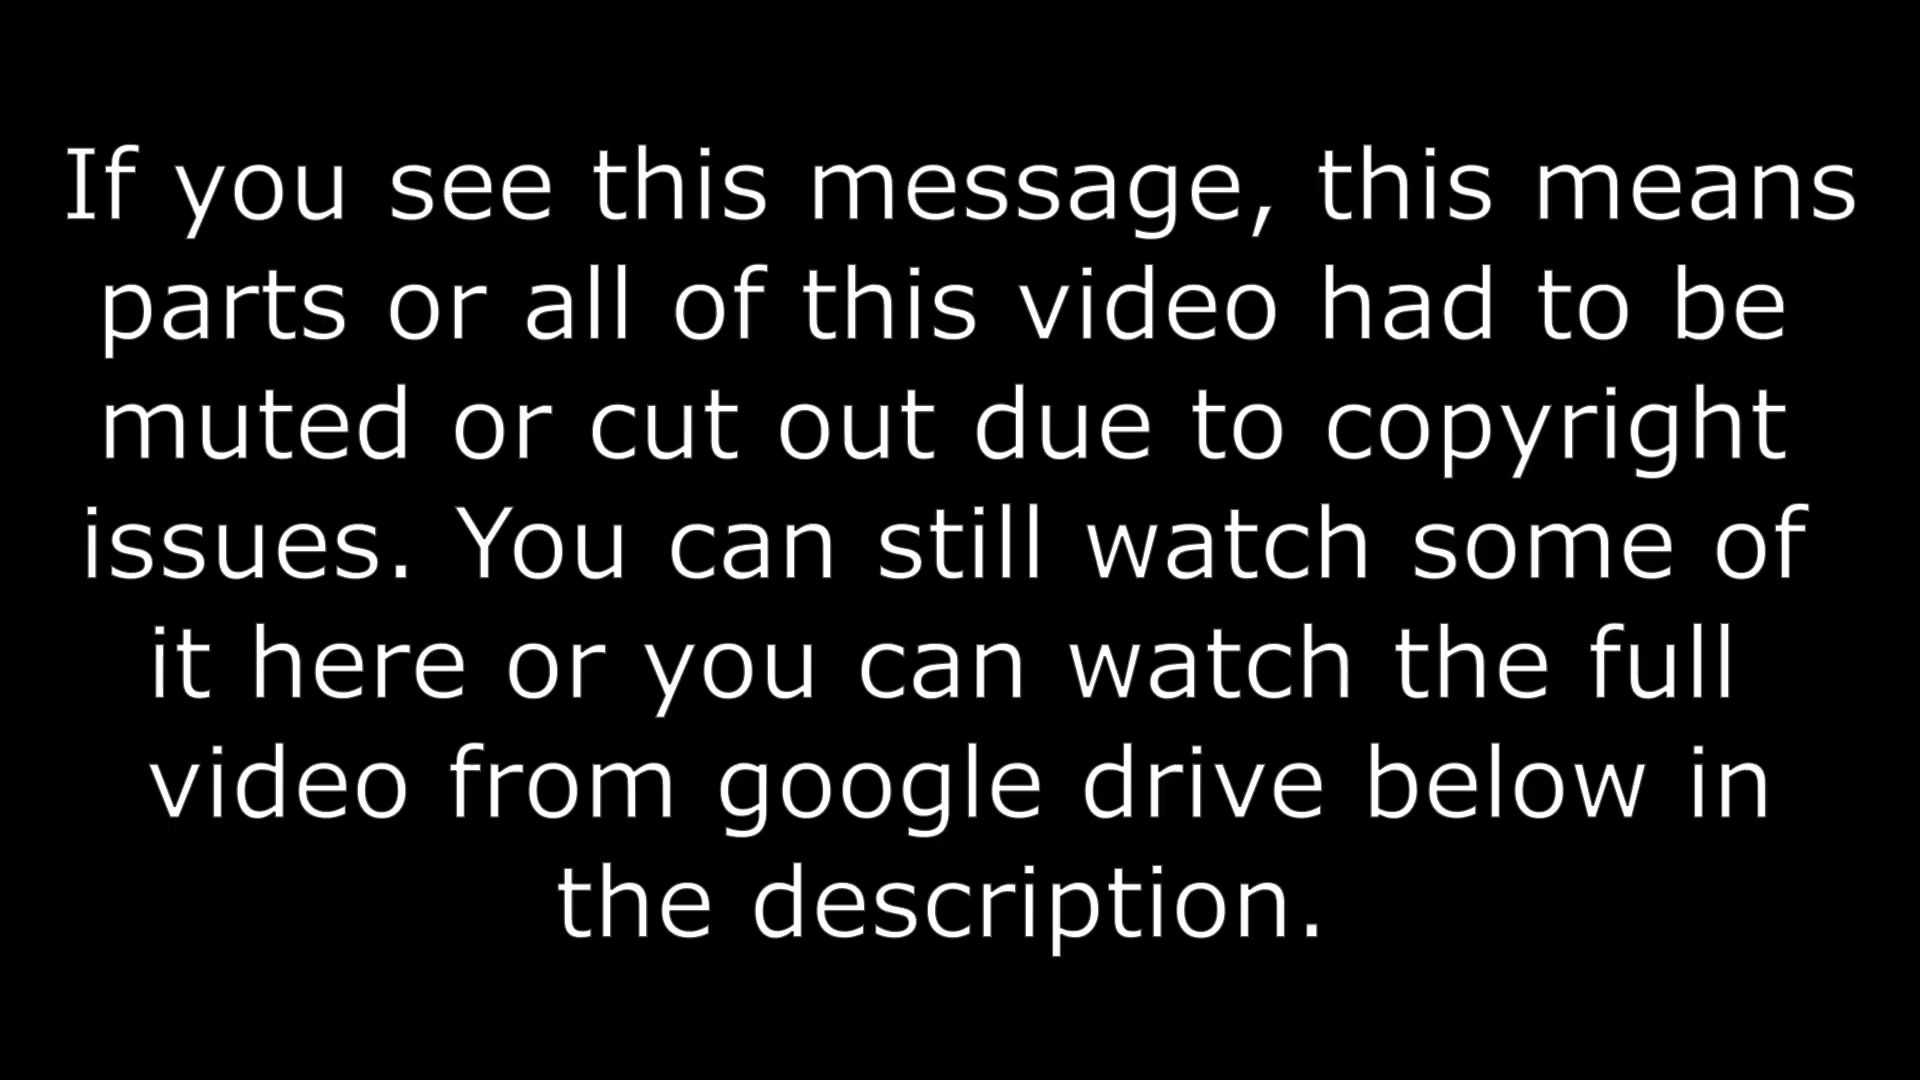 If you see this message, this means
parts or all of this video had to be
muted or cut out due to copyright
issues. You can still watch some of
it here or you can watch the full
video from google drive below in
the description.